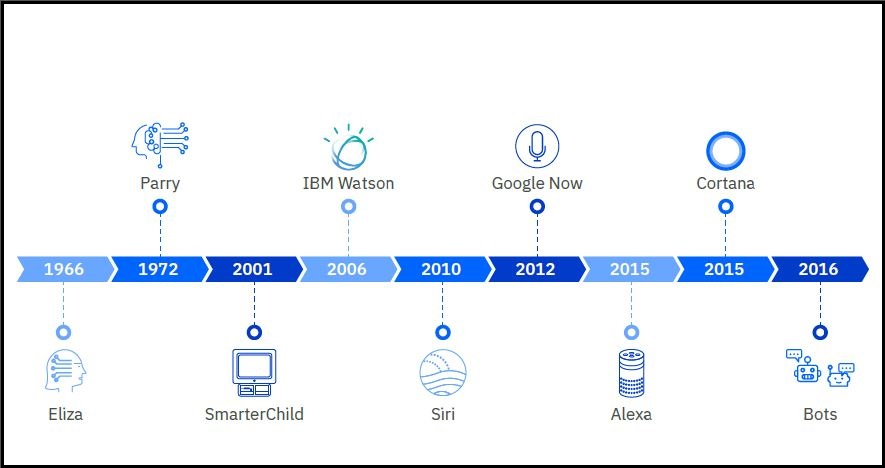 Parry
IBM Watson
Google Now
Cortana
1966
1972
2001
2006
2010
2012
2015
2015
2016
Eliza
SmarterChild
Siri
Alexa
Bots